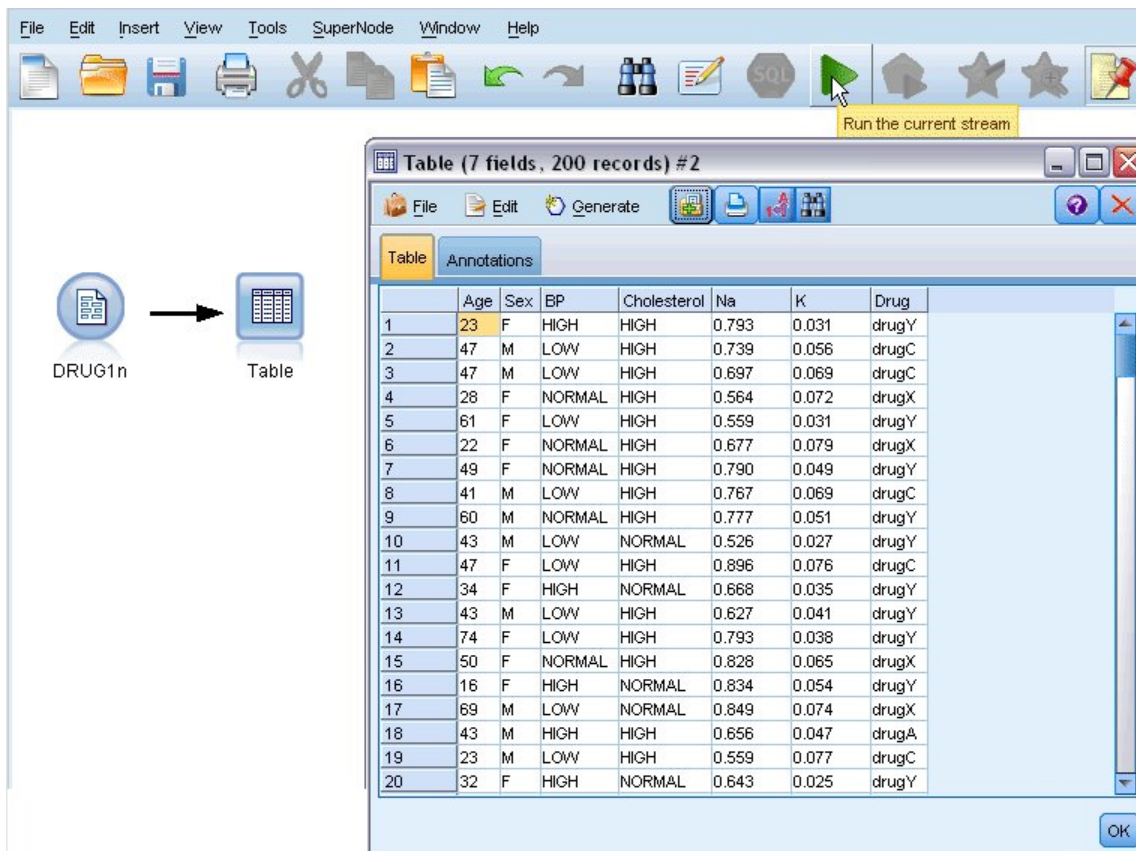 File Edit Insert View Tools SuperNode Window Help
SQL
Run the current stream
Table (7 fields, 200 records) #2
File Edit Generate
Table Annotations
Age Sex BP Cholesterol Na K Drug
1 23 F HIGH HIGH 0.793 0.031 drugY
2 47 M LOW HIGH 0.739 0.056 drugC
3 47 M LOW HIGH 0.697 0.069 drugC
4 28 F NORMAL HIGH 0.564 0.072 drugX
5 61 F LOW HIGH 0.559 0.031 drugY
6 22 F NORMAL HIGH 0.677 0.079 drugX
7 49 F NORMAL HIGH 0.790 0.049 drugY
8 41 M LOW HIGH 0.767 0.069 drugC
9 60 M NORMAL HIGH 0.777 0.051 drugY
10 43 M LOW NORMAL 0.526 0.027 drugY
11 47 F LOW HIGH 0.896 0.076 drugC
12 34 F HIGH NORMAL 0.668 0.035 drugY
13 43 M LOW HIGH 0.627 0.041 drugY
14 74 F LOW HIGH 0.793 0.038 drugY
15 50 F NORMAL HIGH 0.828 0.065 drugX
16 16 F HIGH NORMAL 0.834 0.054 drugY
17 69 M LOW NORMAL 0.849 0.074 drugX
18 43 M HIGH HIGH 0.656 0.047 drugA
19 23 M LOW HIGH 0.559 0.077 drugC
20 32 F HIGH NORMAL 0.643 0.025 drugY
DRUG1n
Table
OK